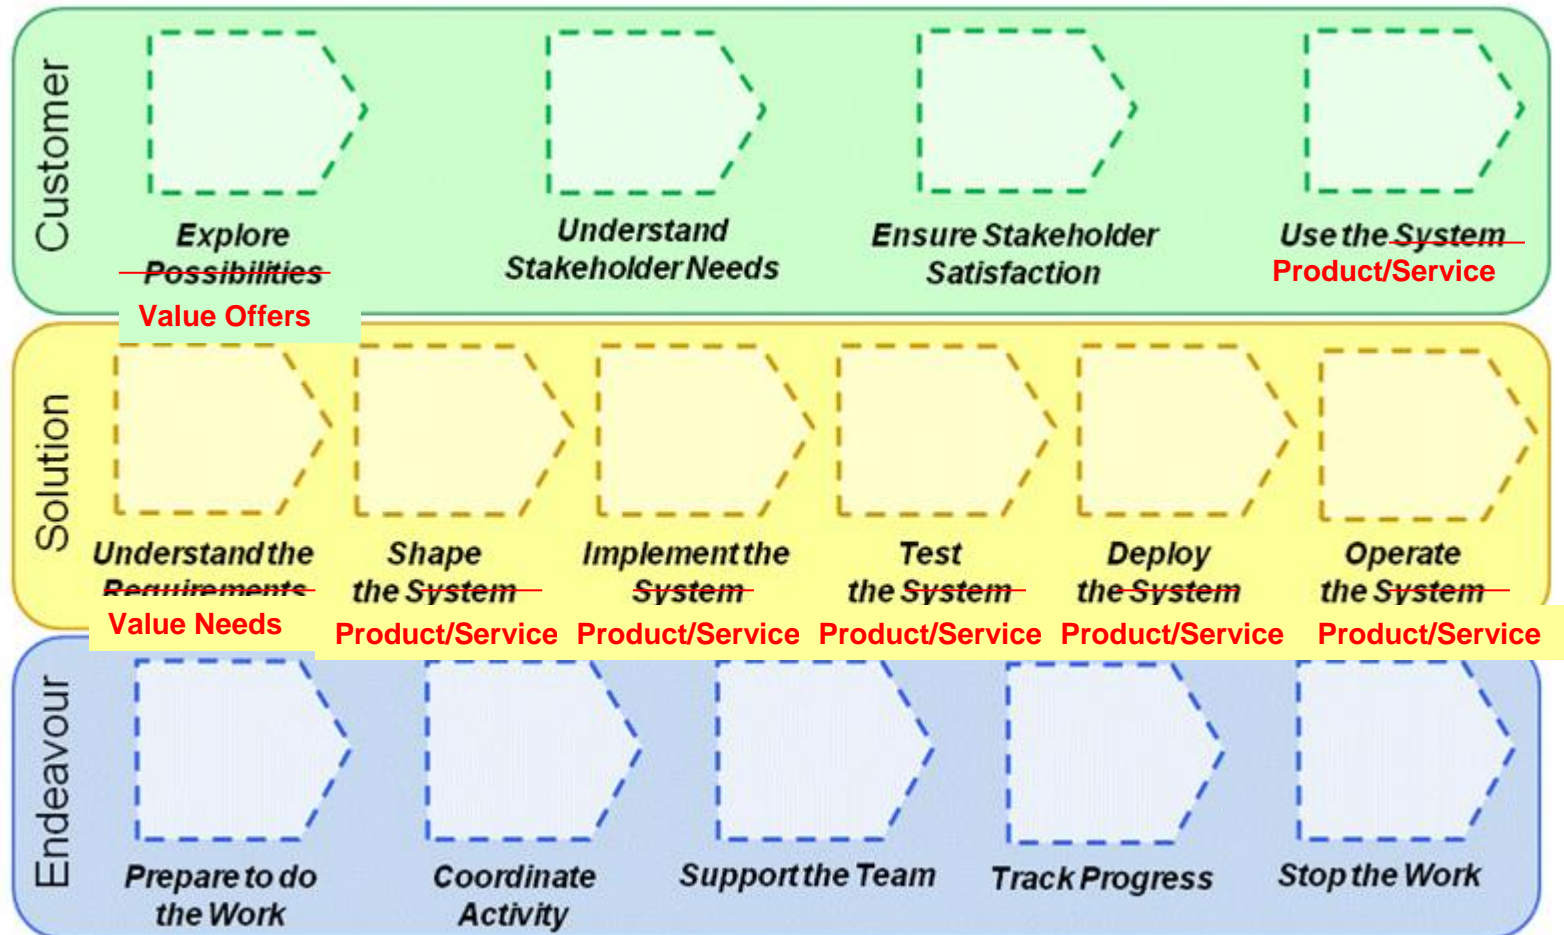 Customer
Explore
Possibilities
Value Offers
Understand
Stakeholder Needs
Ensure Stakeholder
Satisfaction
Use the System
Product/Service
Solution
Understand the
Requirements
Value Needs
Shape
the System
Product/Service
Implement the
System
Product/Service
Test
the System
Product/Service
Deploy
the System
Product/Service
Operate
the System
Product/Service
Endeavour
Prepare to do
the Work
Coordinate
Activity
Support the Team
Track Progress
Stop the Work